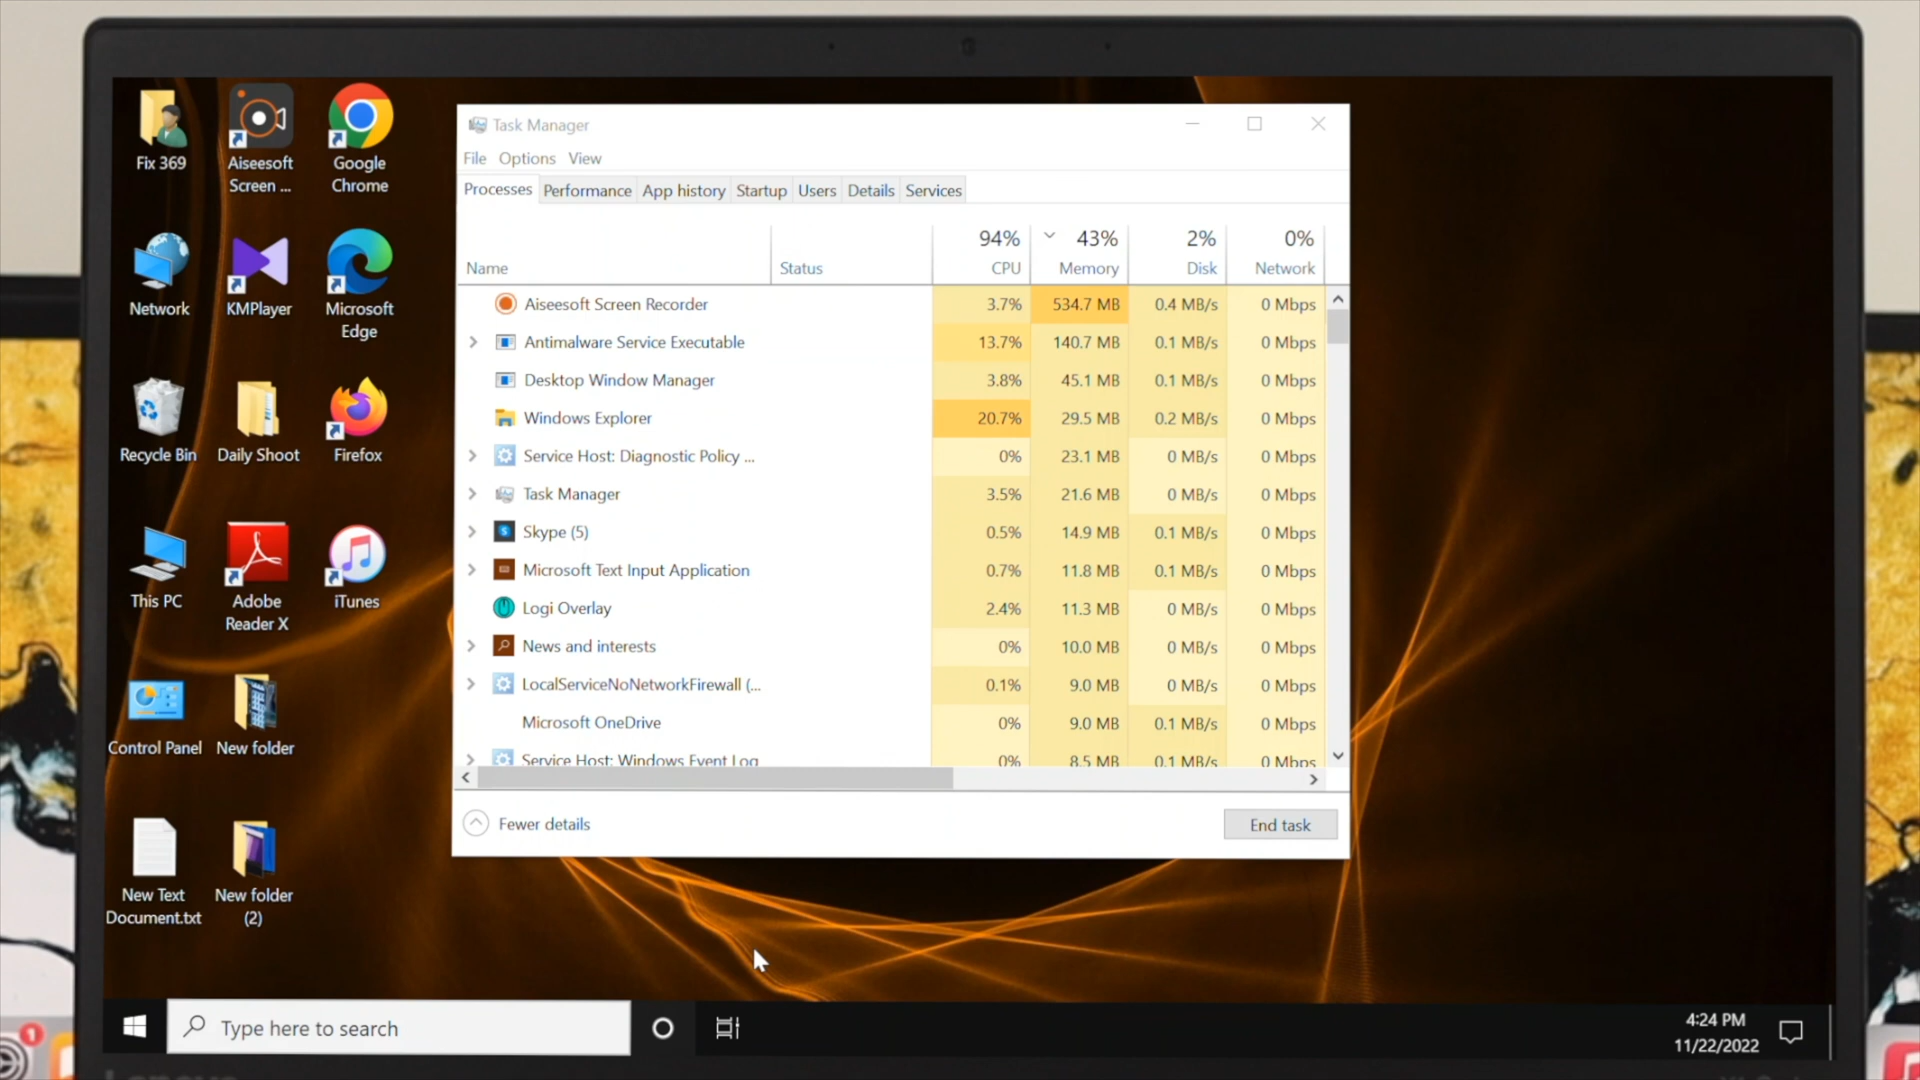 Fix 369
Aiseesoft
Screen ...
Google
Chrome
Network
KMPlayer
Microsoft
Edge
Recycle Bin
Daily Shoot
Firefox
This PC
Adobe
Reader X
iTunes
Control Panel
New folder
New Text
Document.txt
New folder
(2)
Task Manager
File Options View
Processes Performance App history Startup Users Details Services
94% 43% 2% 0%
Name Status CPU Memory Disk Network
Aiseesoft Screen Recorder 3.7% 534.7 MB 0.4 MB/s 0 Mbps
Antimalware Service Executable 13.7% 140.7 MB 0.1 MB/s 0 Mbps
Desktop Window Manager 3.8% 45.1 MB 0.1 MB/s 0 Mbps
Windows Explorer 20.7% 29.5 MB 0.2 MB/s 0 Mbps
Service Host: Diagnostic Policy ... 0% 23.1 MB 0 MB/s 0 Mbps
Task Manager 3.5% 21.6 MB 0 MB/s 0 Mbps
Skype (5) 0.5% 14.9 MB 0.1 MB/s 0 Mbps
Microsoft Text Input Application 0.7% 11.8 MB 0.1 MB/s 0 Mbps
Logi Overlay 2.4% 11.3 MB 0 MB/s 0 Mbps
News and interests 0% 10.0 MB 0 MB/s 0 Mbps
LocalServiceNoNetworkFirewall (... 0.1% 9.0 MB 0 MB/s 0 Mbps
Microsoft OneDrive 0% 9.0 MB 0.1 MB/s 0 Mbps
Service Host: Windows Event Log 0% 8.5 MB 0.1 MB/s 0 Mbps
Fewer details End task
Type here to search
4:24 PM
11/22/2022
1